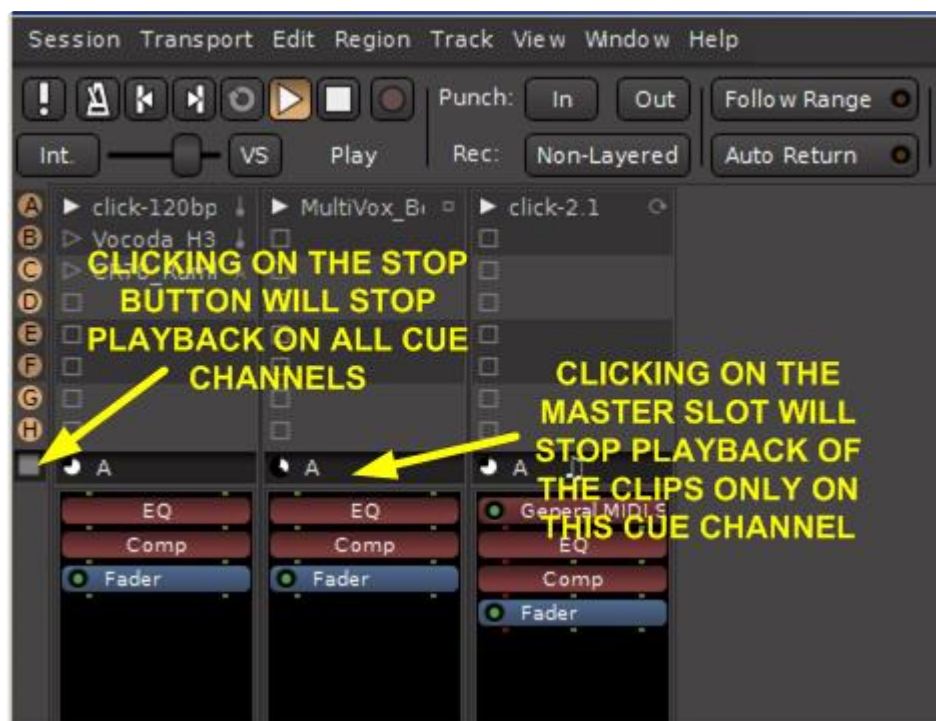 Session Transport Edit Region Track View Window Help
Punch: In Out Follow Range
Int. VS Play Rec: Non-Layered Auto Return
A click-120bp MultiVox_B click-2.1
B Vocoda_H3
C
D
E
F
G
H
CLICKING ON THE STOP
BUTTON WILL STOP
PLAYBACK ON ALL CUE
CHANNELS
CLICKING ON THE
MASTER SLOT WILL
STOP PLAYBACK OF
THE CLIPS ONLY ON
THIS CUE CHANNEL
A A A
EQ EQ General MIDI S
Comp Comp EQ
Fader Fader Comp
Fader